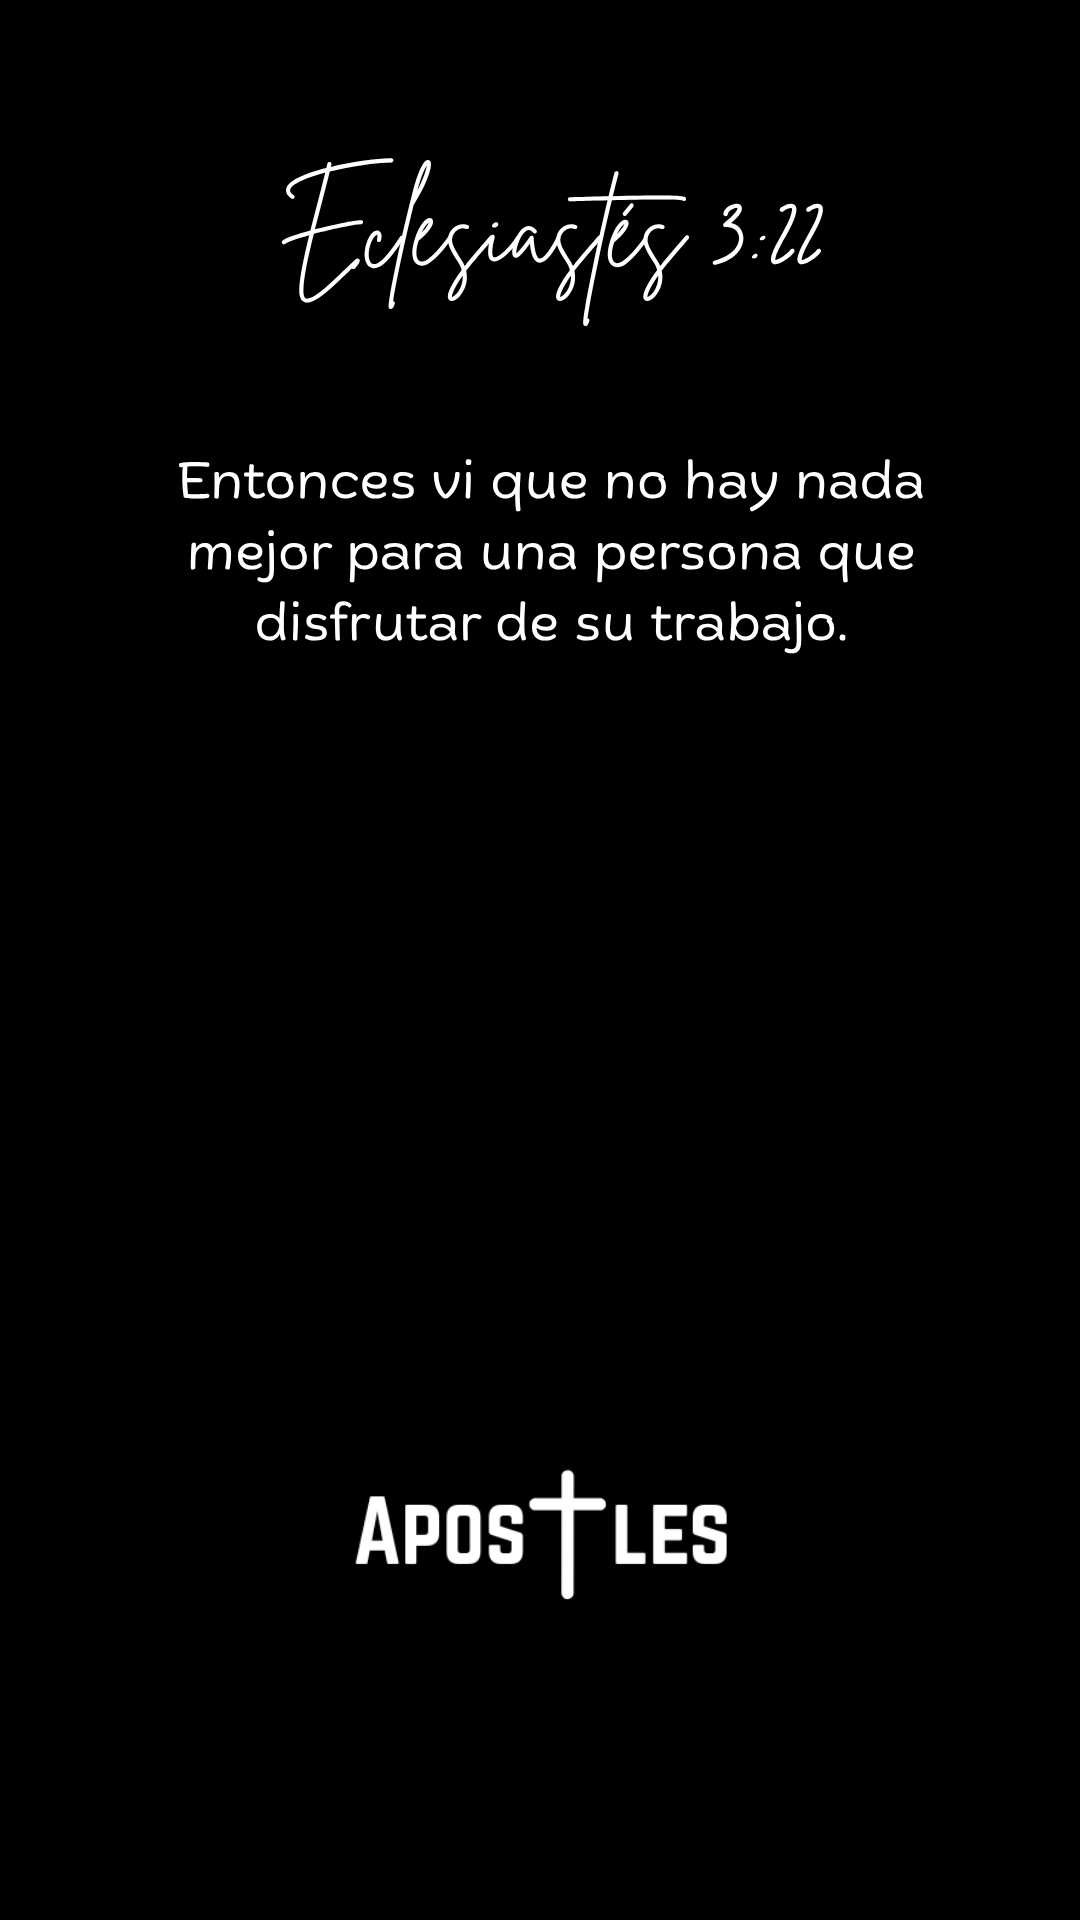 Eclesiastés 3:22
Entonces vi que no hay nada
mejor para una persona que
disfrutar de su trabajo.
APOSTLES